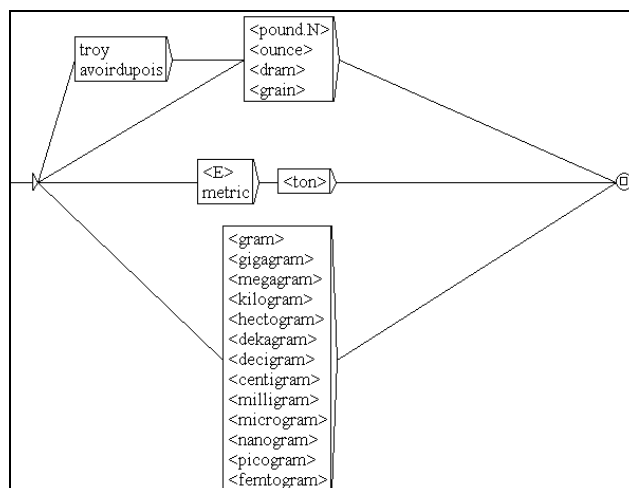 troy
avoirdupois
<pound.N>
<ounce>
<dram>
<grain>
<E>
metric
<ton>
<gram>
<gigagram>
<megagram>
<kilogram>
<hectogram>
<dekagram>
<decigram>
<centigram>
<milligram>
<microgram>
<nanogram>
<picogram>
<femtogram>